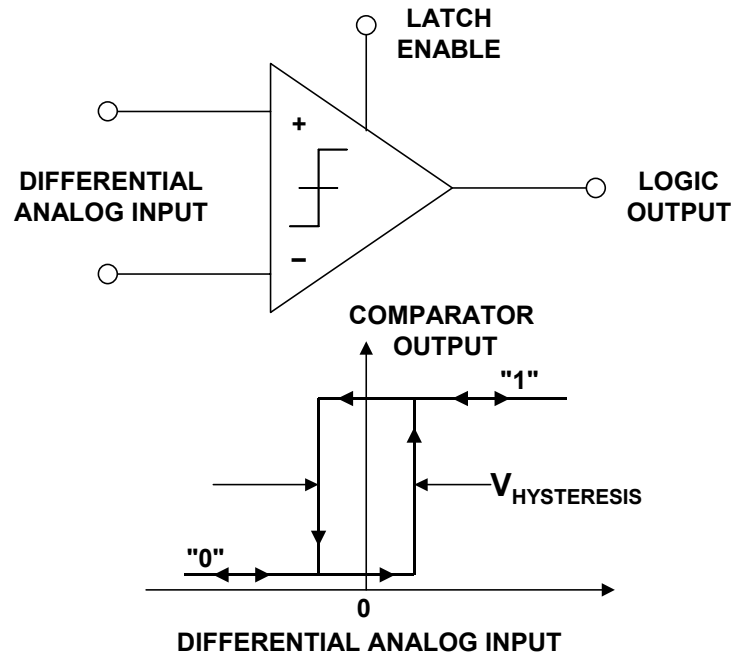 LATCH
ENABLE
+
DIFFERENTIAL
ANALOG INPUT
–
LOGIC
OUTPUT
COMPARATOR
OUTPUT
"1"
VHYSTERESIS
"0"
0
DIFFERENTIAL ANALOG INPUT